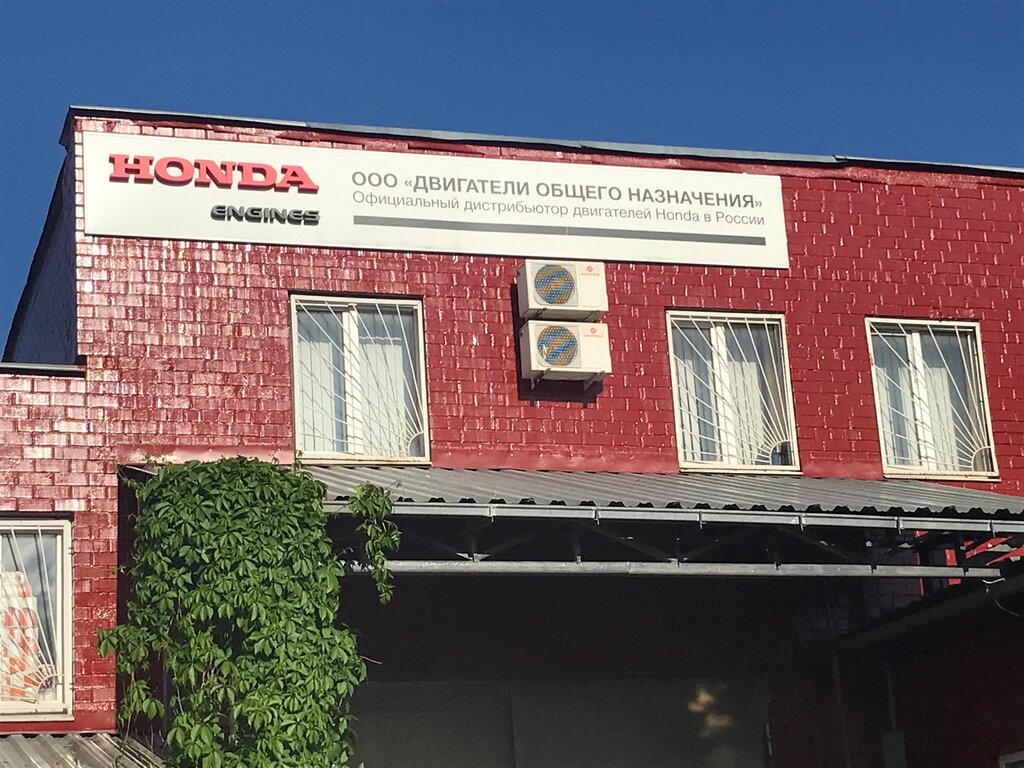 HONDA
ENGINES
ООО «ДВИГАТЕЛИ ОБЩЕГО НАЗНАЧЕНИЯ»
Официальный дистрибьютор двигателей Honda в России